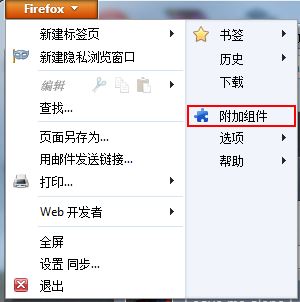 Firefox
新建标签页
新建隐私浏览窗口
编辑
查找...
页面另存为...
用邮件发送链接...
打印...
Web 开发者
全屏
设置 同步...
退出
书签
历史
下载
附加组件
选项
帮助